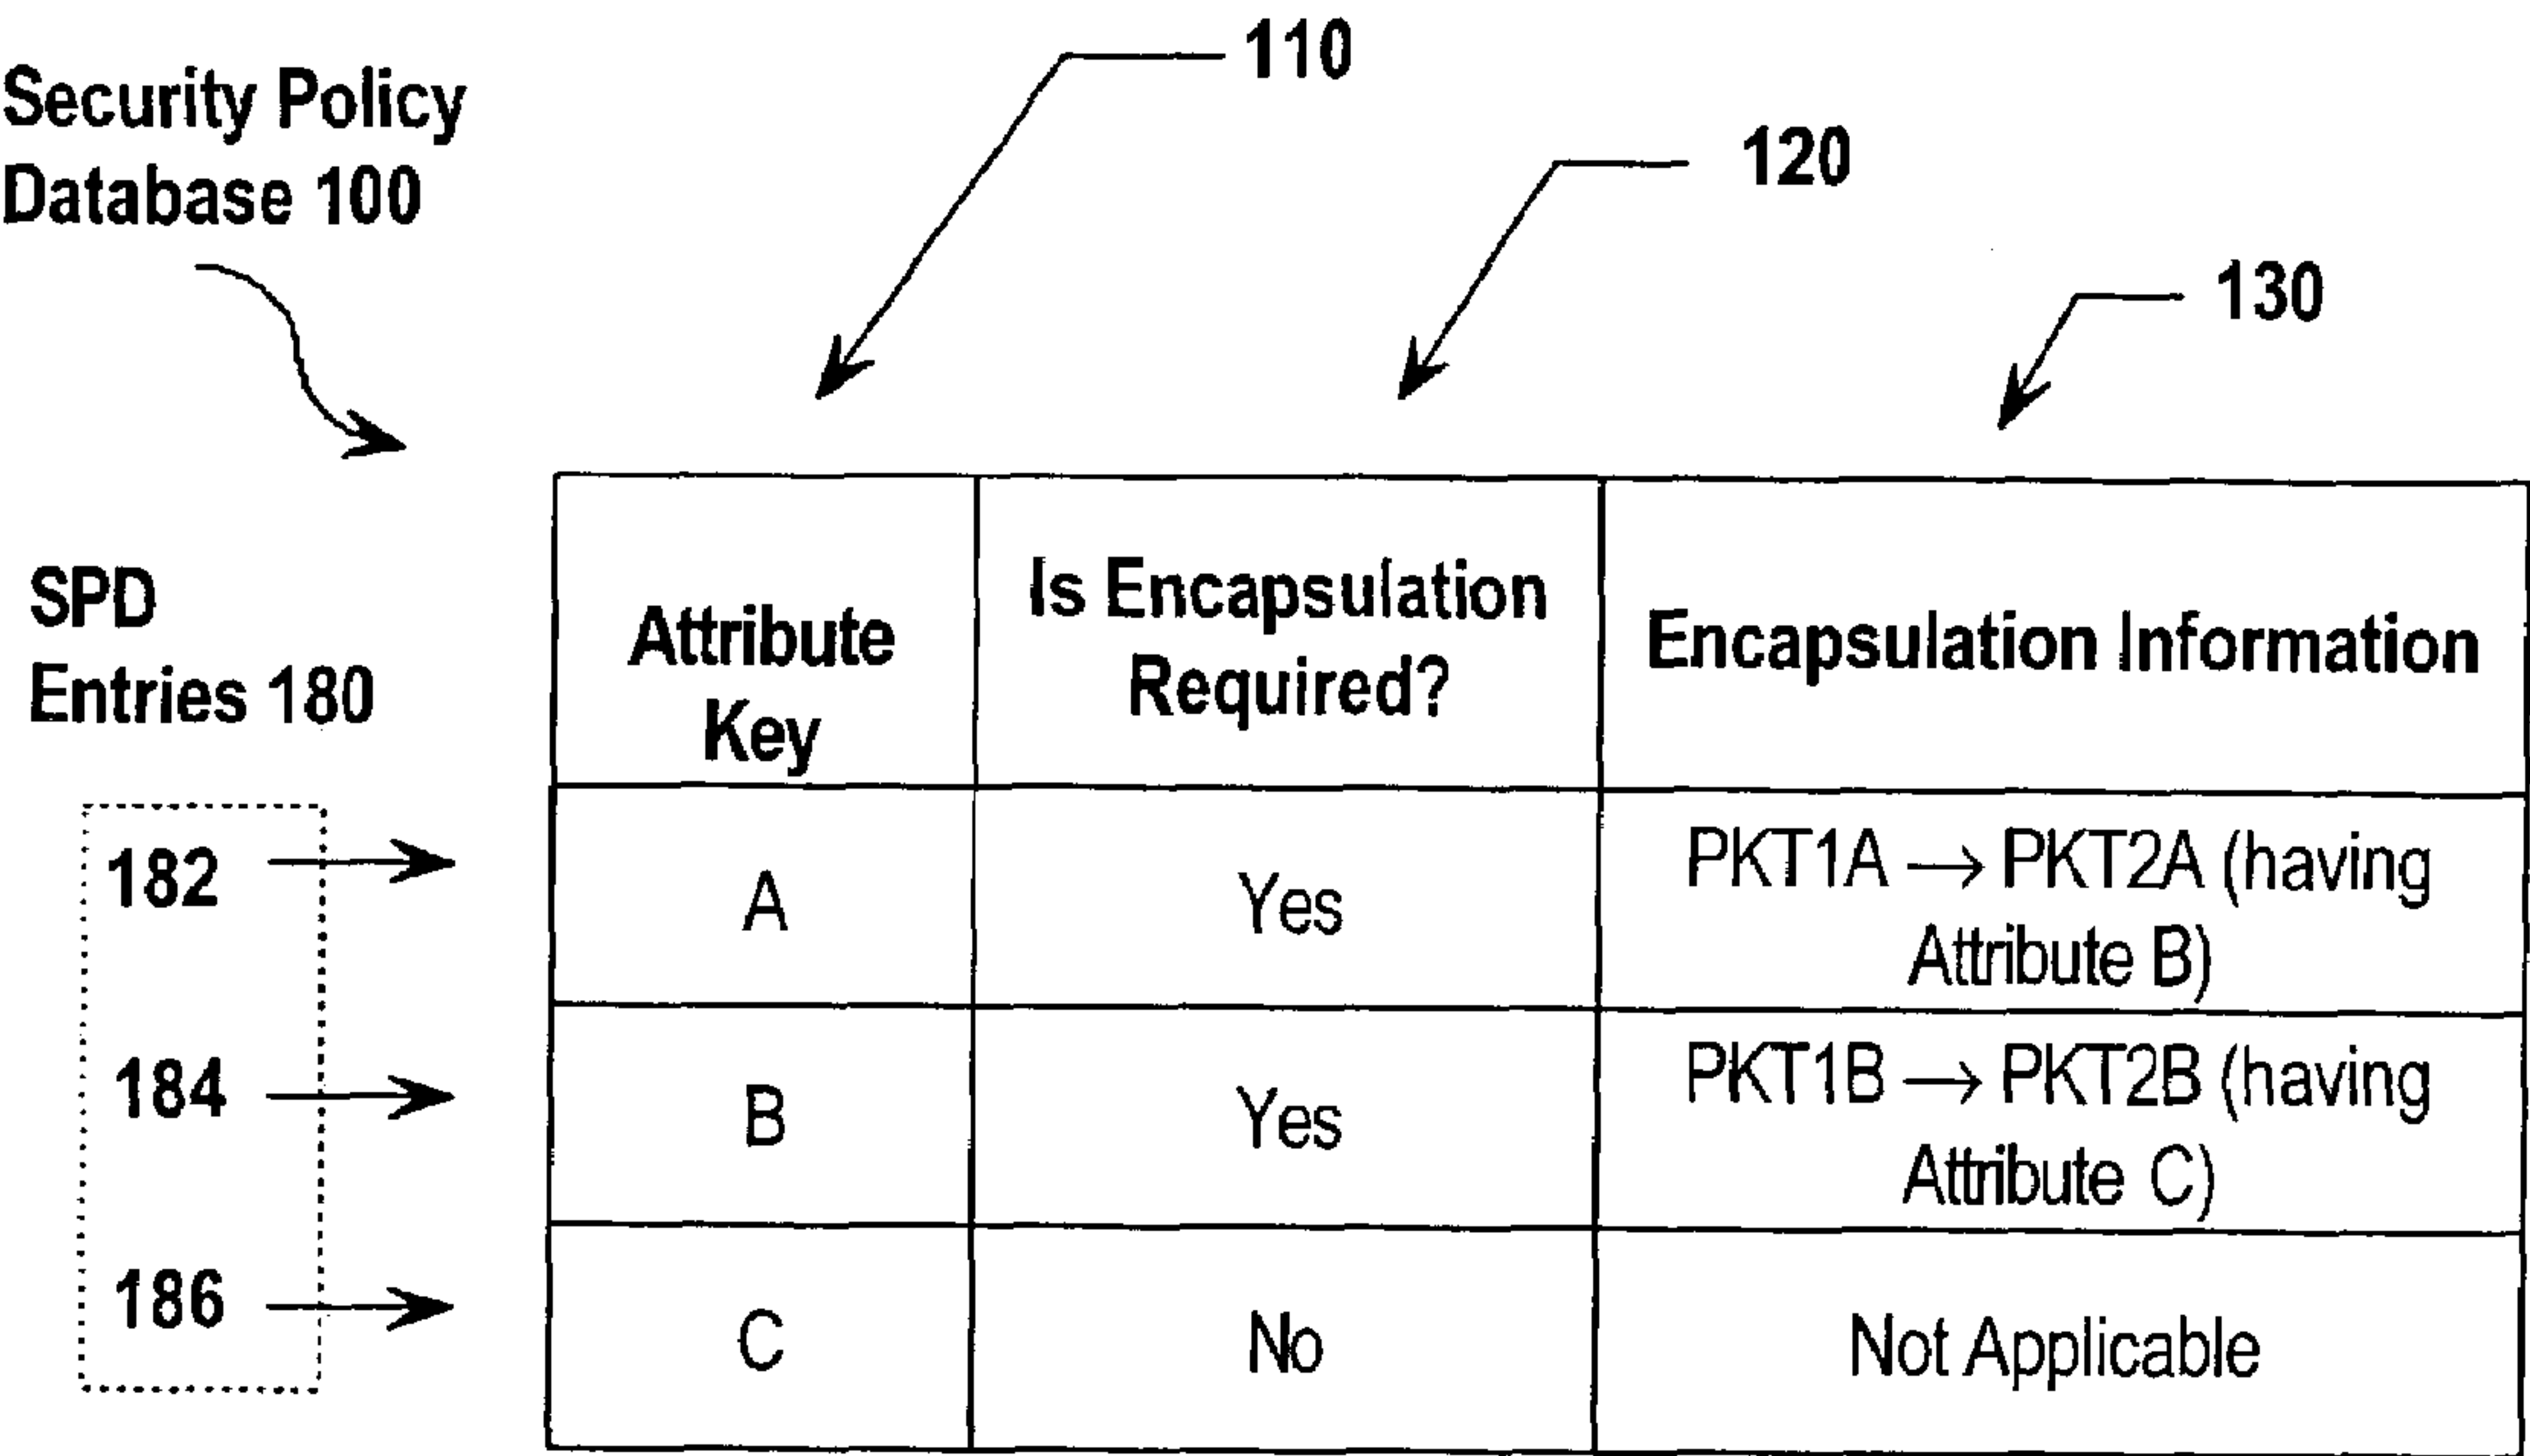 110
Security Policy
Database 100
120
130
SPD
Entries 180
Attribute
Key
Is Encapsulation
Required?
Encapsulation Information
182
A
Yes
PKT1A → PKT2A (having
Attribute B)
184
B
Yes
PKT1B → PKT2B (having
Attribute C)
186
C
No
Not Applicable